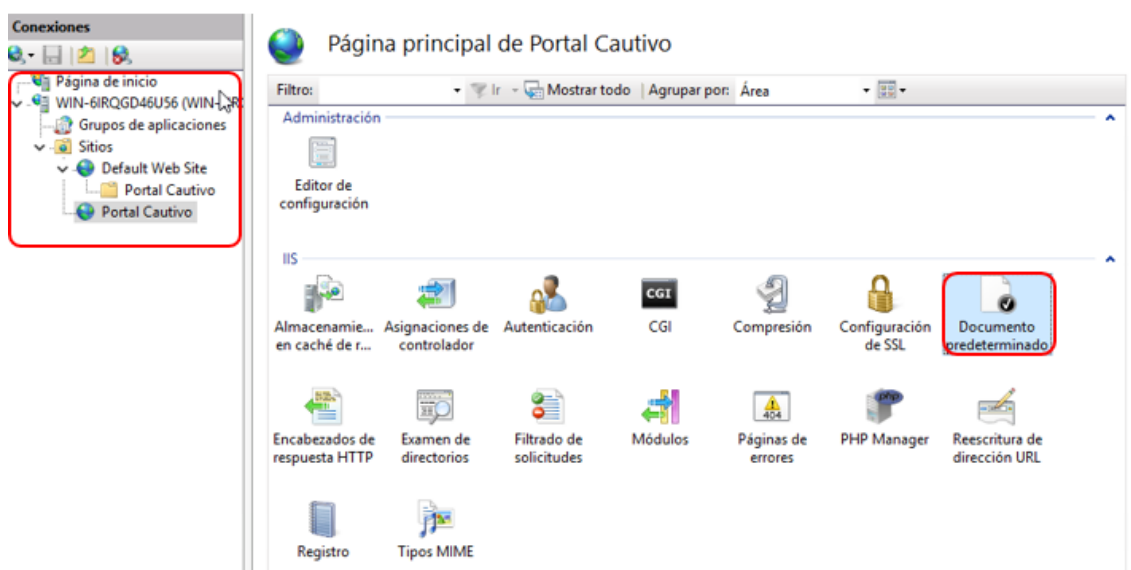 Conexiones
Página de inicio
WIN-6IRQGD46U56 (WIN-
Grupos de aplicaciones
Sitios
Default Web Site
Portal Cautivo
Portal Cautivo
Página principal de Portal Cautivo
Filtro:
Ir
Mostrar todo
Agrupar por:
Área
Administración
Editor de
configuración
IIS
Almacenamie...
en caché de r...
Asignaciones de
controlador
Autenticación
CGI
CGI
Compresión
Configuración
de SSL
Documento
predeterminado
Encabezados de
respuesta HTTP
Examen de
directorios
Filtrado de
solicitudes
Módulos
404
Páginas de
errores
php
PHP Manager
Reescritura de
dirección URL
Registro
Tipos MIME